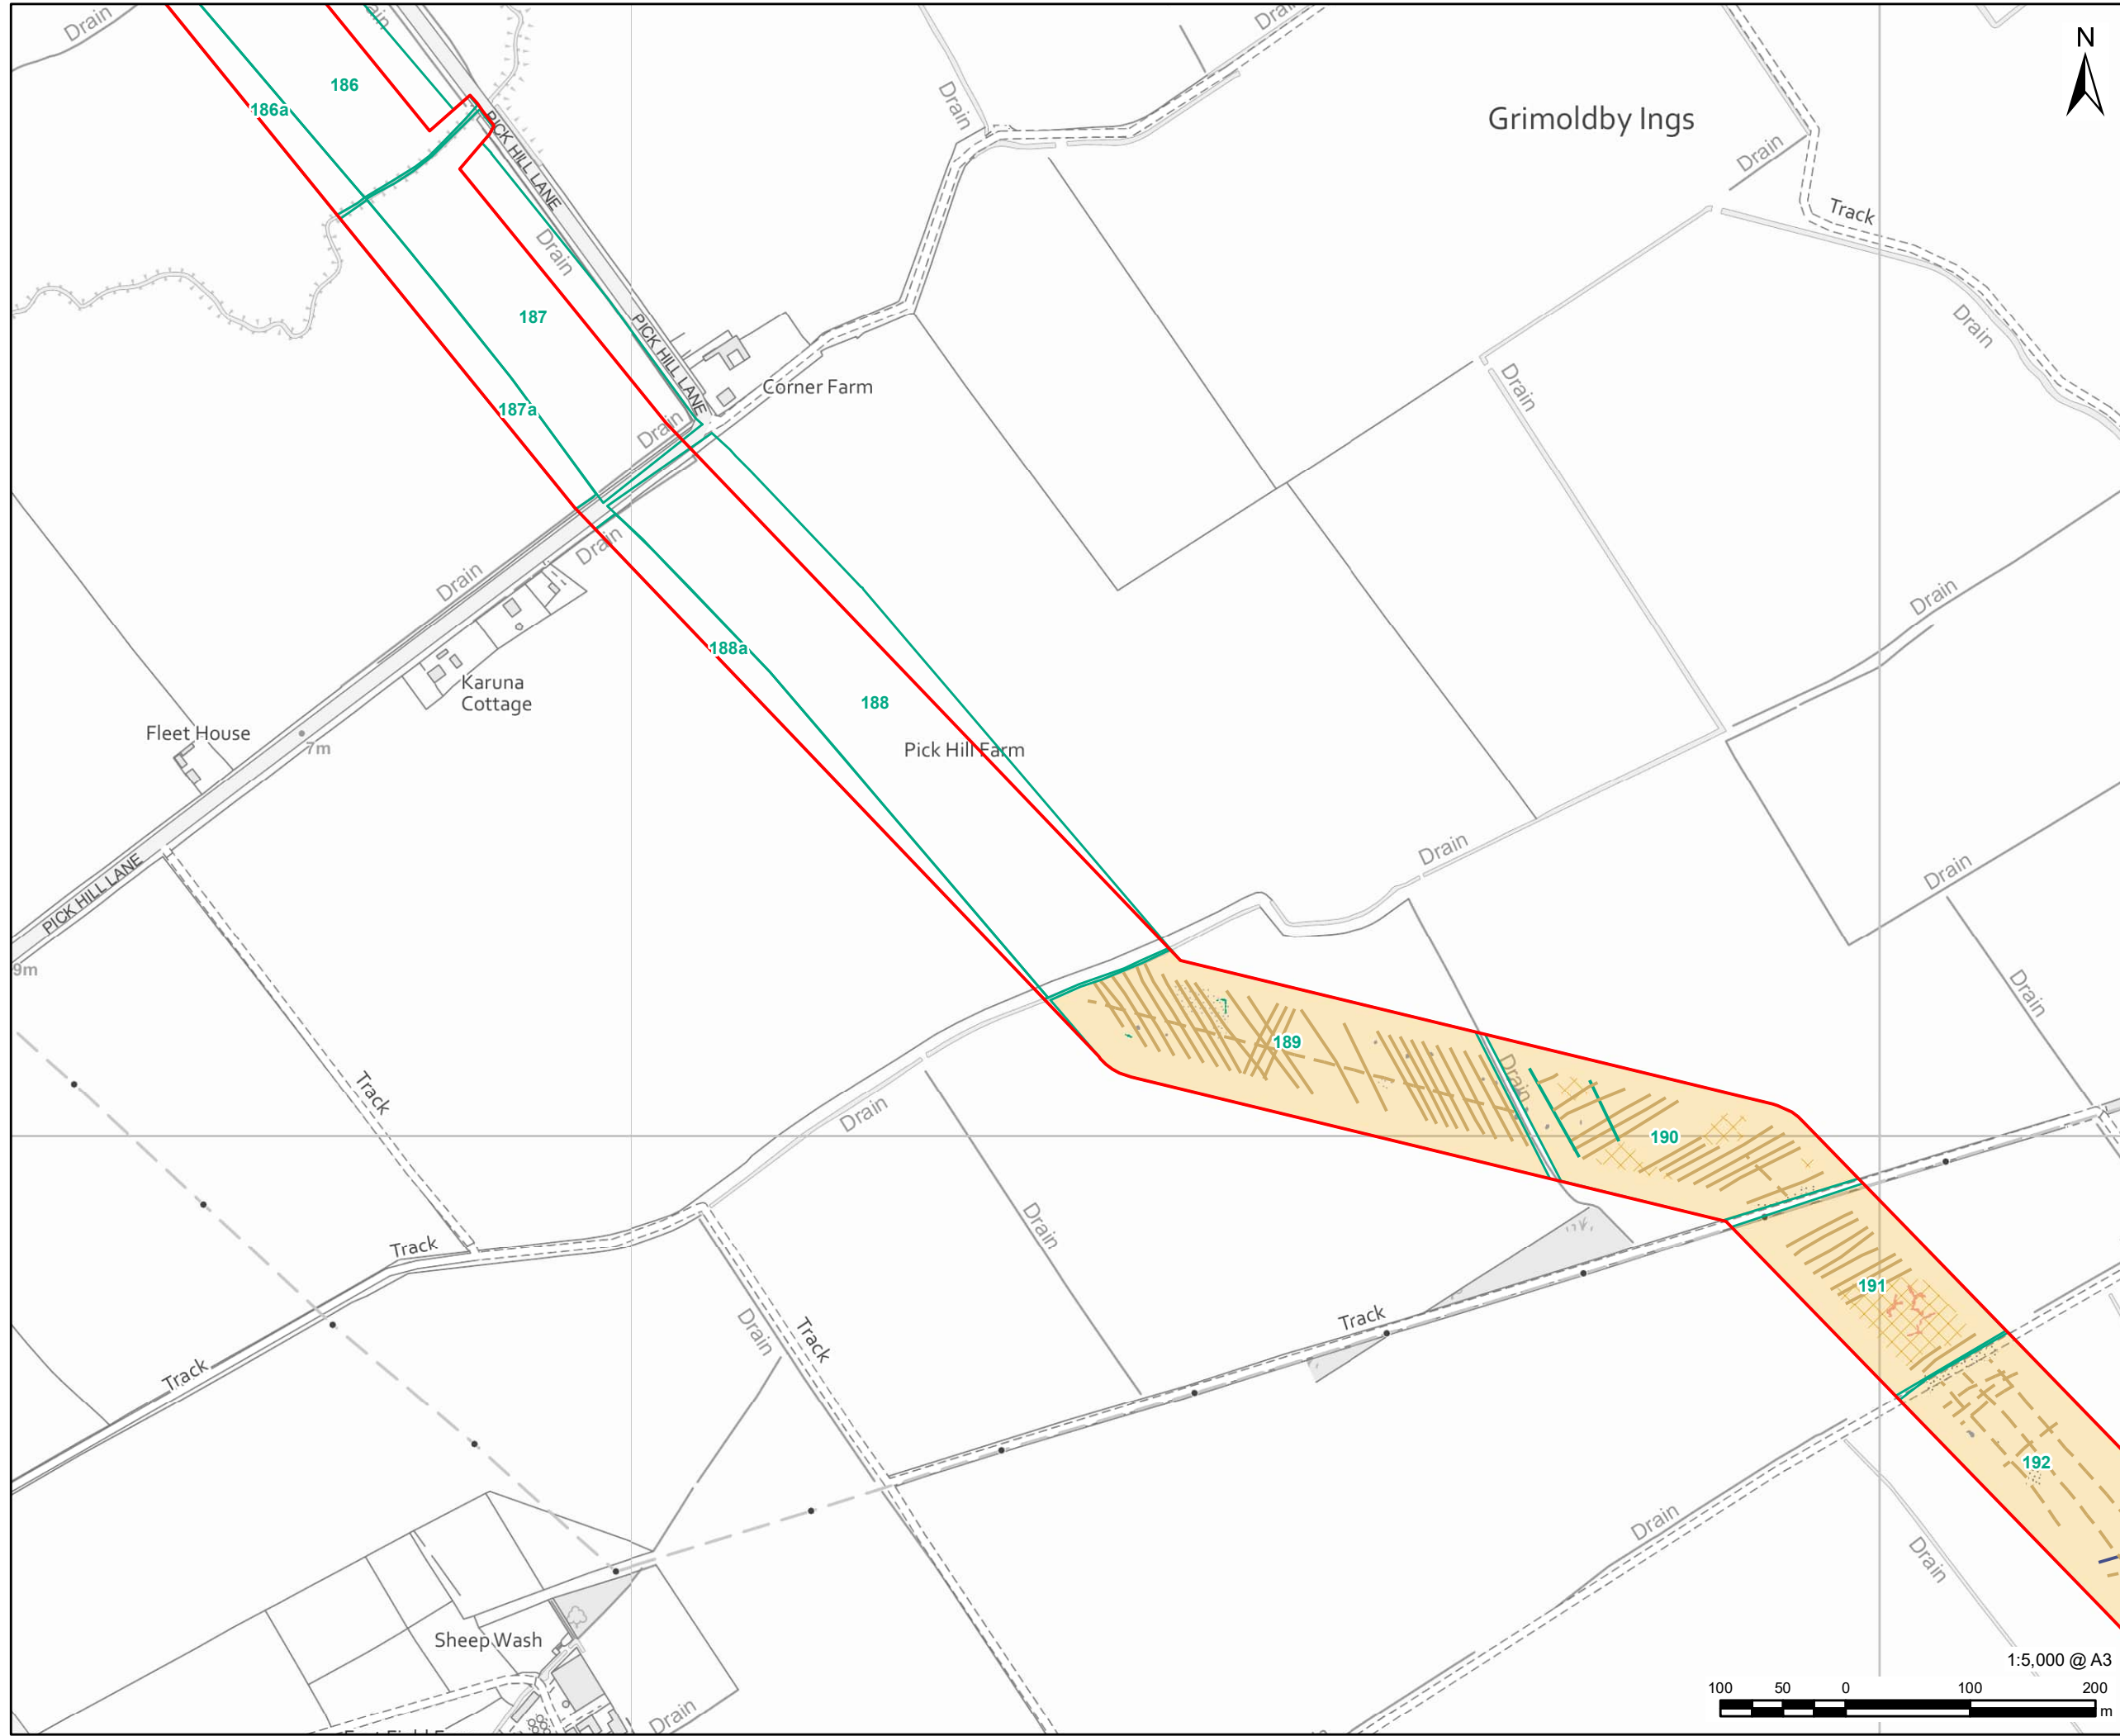 Drain
186
186a
PICK HILL LANE
Drain
187
187a
PICK HILL LANE
Drain
Corner Farm
Drain
Drain
Grimoldby Ings
N
Drain
Track
Drain
Drain
Drain
Drain
188a
188
Karuna
Cottage
Fleet House
7m
Pick Hill Farm
Drain
Drain
PICK HILL LANE
9m
Drain
Drain
189
Drain
190
Track
Drain
Drain
Track
Track
Drain
Track
Track
191
192
Drain
Drain
Sheep Wash
Drain
1:5,000 @ A3
100 50 0 100 200
m